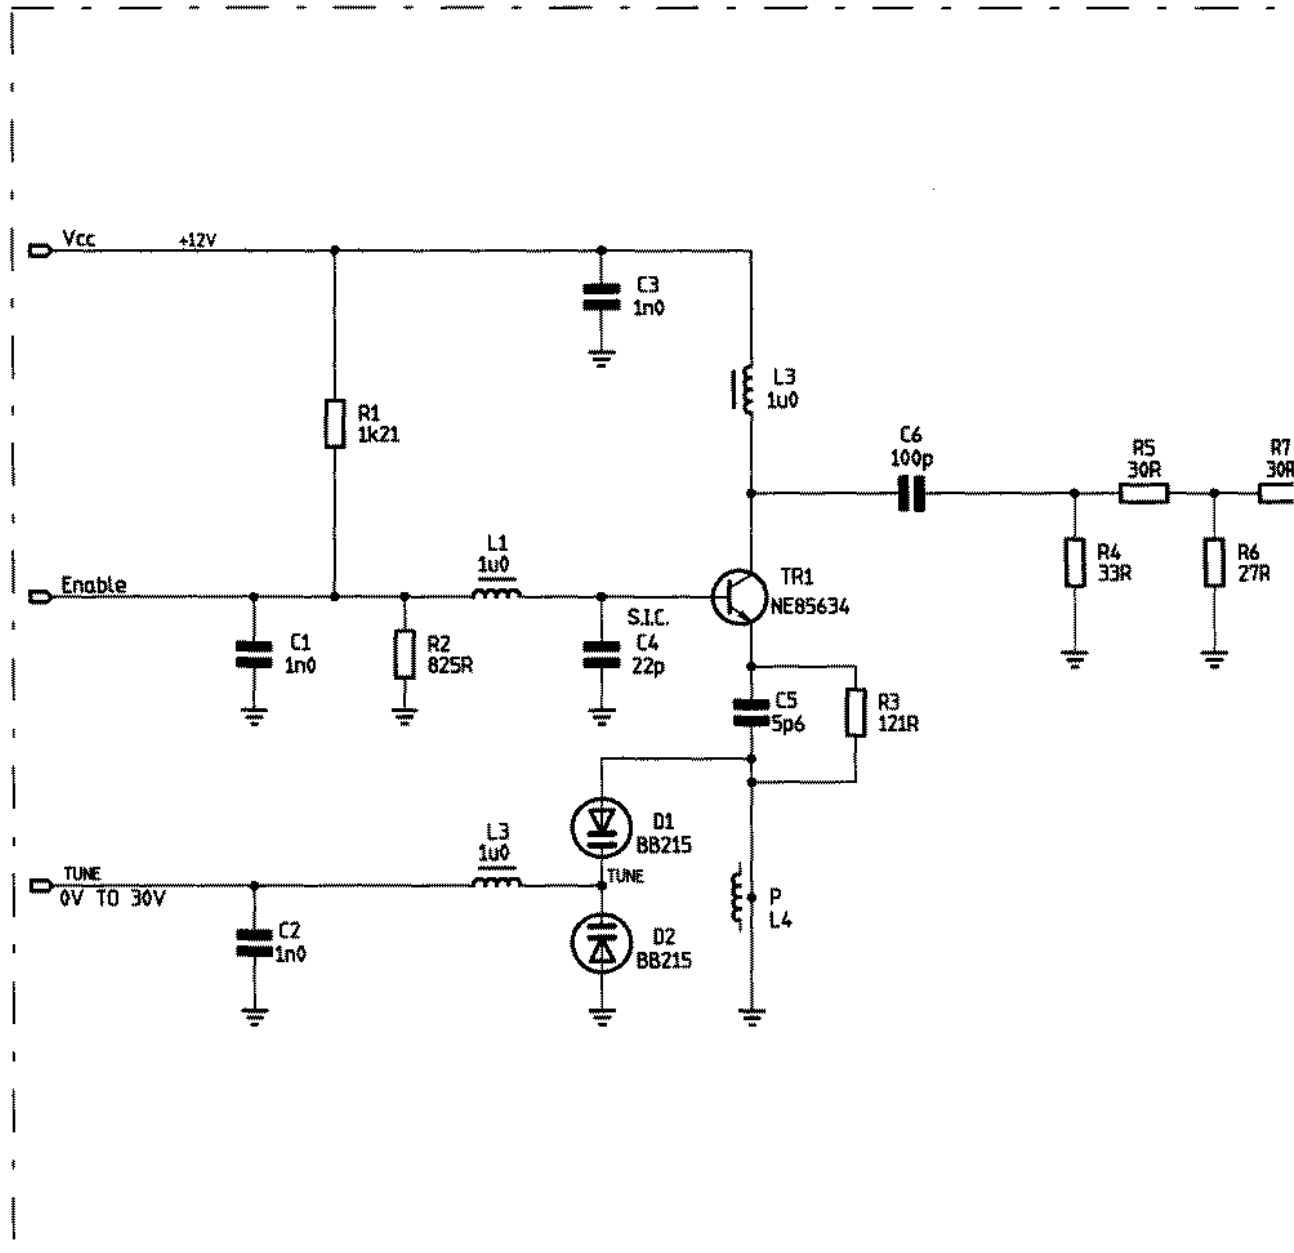 Vcc
+12V
C3
1n0
L3
1u0
R1
1k21
C6
100p
R5
30R
R7
30R
L1
1u0
Enable
TR1
NE85634
R4
33R
R6
27R
S.I.C.
C1
1n0
R2
825R
C4
22p
C5
5p6
R3
121R
D1
BB215
L3
1u0
TUNE
0V TO 30V
TUNE
P
L4
C2
1n0
D2
BB215